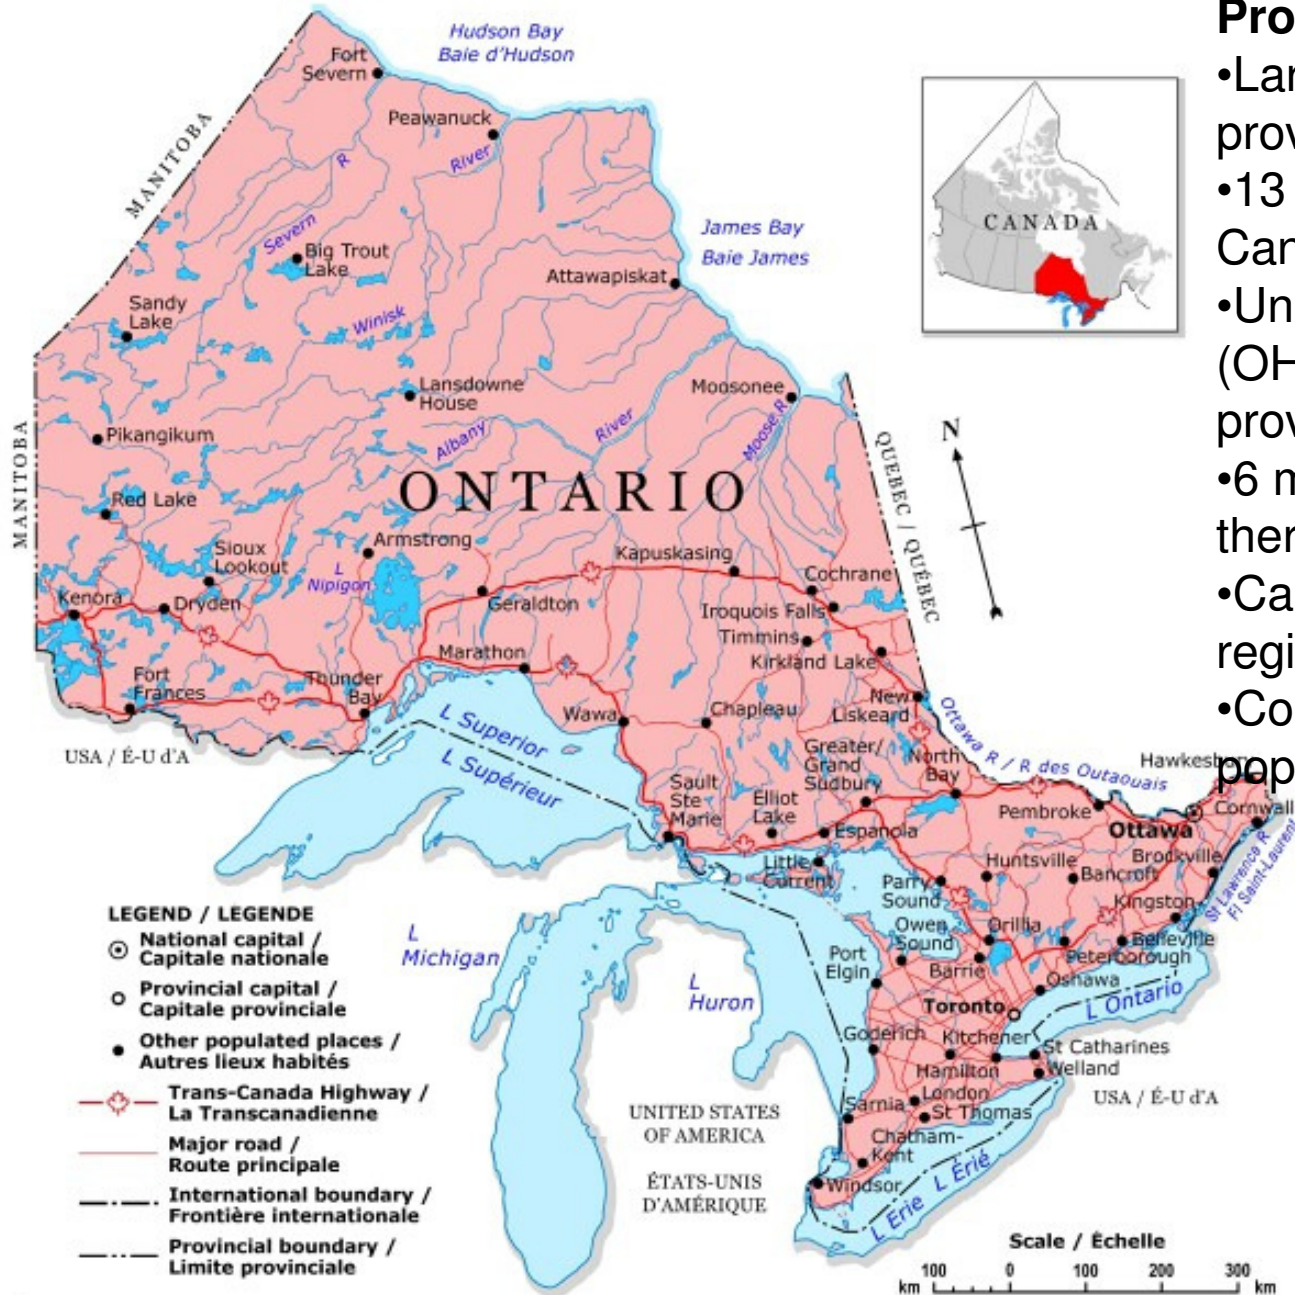 Hudson Bay
Baie d'Hudson
Fort
Severn
Peawanuck
MANITOBA
R
River
Severn
James Bay
Baie James
Big Trout
Lake
Attawapiskat
Sandy
Lake
Winisk
Lansdowne
House
Moosonee
Pikangikum
Albany
River
Moose R
MANITOBA
QUEBEC / QUÉBEC
N
ONTARIO
Red Lake
Armstrong
Sioux
Lookout
L
Nipigon
Kapuskasing
Cochrane
Kenora
Dryden
Geraldton
Iroquois Falls
Timmins
Marathon
Kirkland Lake
Fort
Frances
Thunder
Bay
Wawa
Chapleau
New
Liskeard
L Superior
L Supérieur
USA / É-U d'A
Greater/
Grand
Sudbury
North
Bay
Ottawa R / R des Outaouais
Sault
Ste
Marie
Elliot
Lake
Espanola
Pembroke
Ottawa
Cornwall
Little
Current
Parry
Sound
Huntsville
Bancroft
Brockville
St Lawrence R
Fl Saint-Laurent
Kingston
Owen
Sound
Orillia
Belleville
Peterborough
Port
Elgin
Barrie
Oshawa
Toronto
L Ontario
L
Michigan
L
Huron
Goderich
Kitchener
St Catharines
Hamilton
Welland
London
Sarnia
St Thomas
USA / É-U d'A
Chatham-
Kent
Windsor
L Erie L Érié
UNITED STATES
OF AMERICA
ÉTATS-UNIS
D'AMÉRIQUE
CANADA
LEGEND / LEGENDE
National capital /
Capitale nationale
Provincial capital /
Capitale provinciale
Other populated places /
Autres lieux habités
Trans-Canada Highway /
La Transcanadienne
Major road /
Route principale
International boundary /
Frontière internationale
Provincial boundary /
Limite provinciale
Scale / Échelle
km 100 0 100 200 300 km
Pro
•Lar
prov
•13
Can
•Un
(OH
prov
•6 m
ther
•Ca
regi
•Co
pop